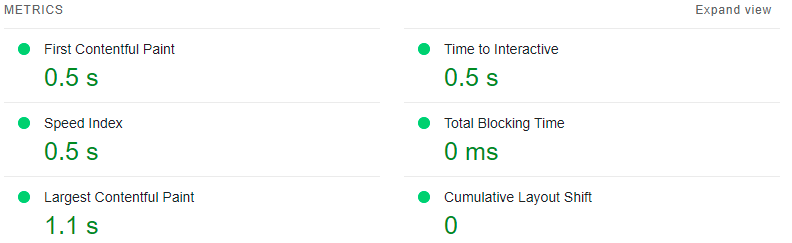 METRICS
Expand view
First Contentful Paint
0.5 s
Time to Interactive
0.5 s
Speed Index
0.5 s
Total Blocking Time
0 ms
Largest Contentful Paint
1.1 s
Cumulative Layout Shift
0